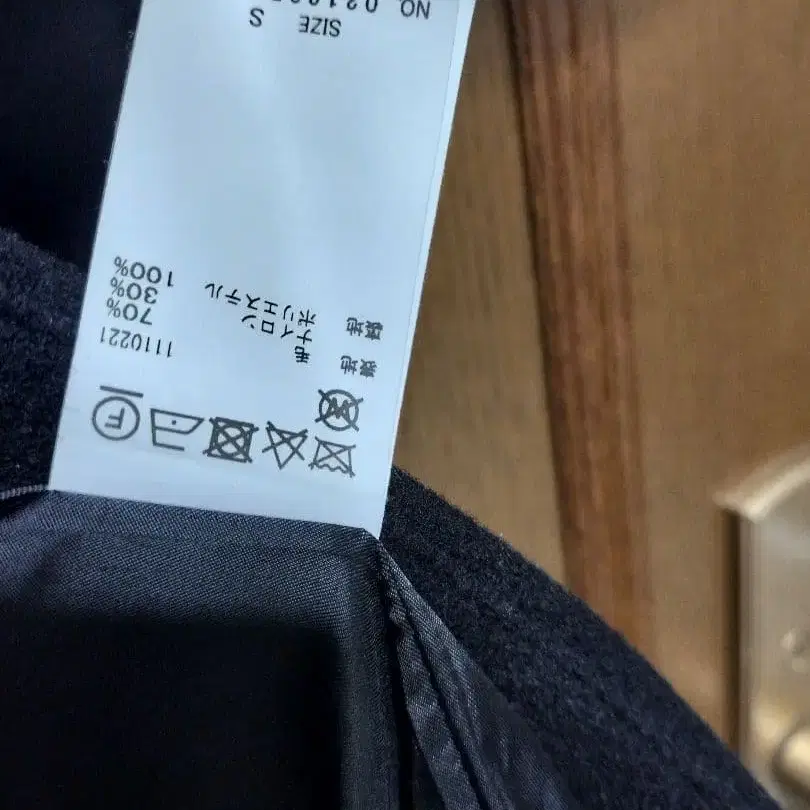 W
F
1110221
表地 毛 70%
ナイロン 30%
裏地 ポリエステル 100%
SIZE S
NO.